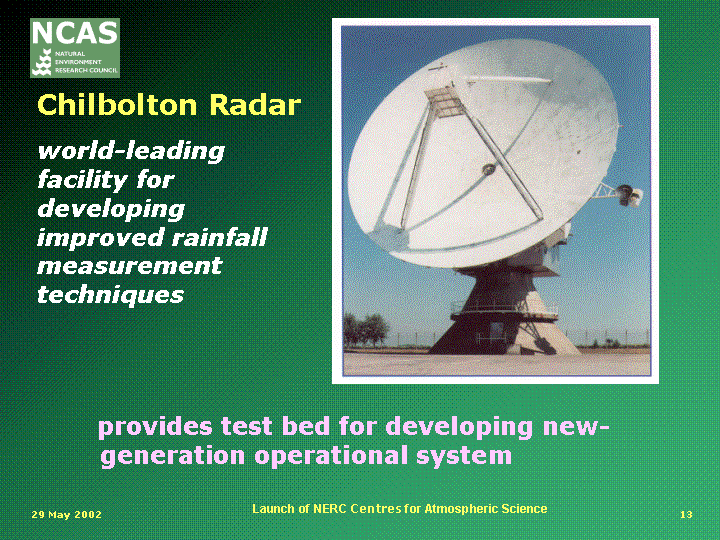 NCAS
NATURAL
ENVIRONMENT
RESEARCH COUNCIL
Chilbolton Radar
world-leading
facility for
developing
improved rainfall
measurement
techniques
provides test bed for developing new-
generation operational system
29 May 2002
Launch of NERC Centres for Atmospheric Science
13